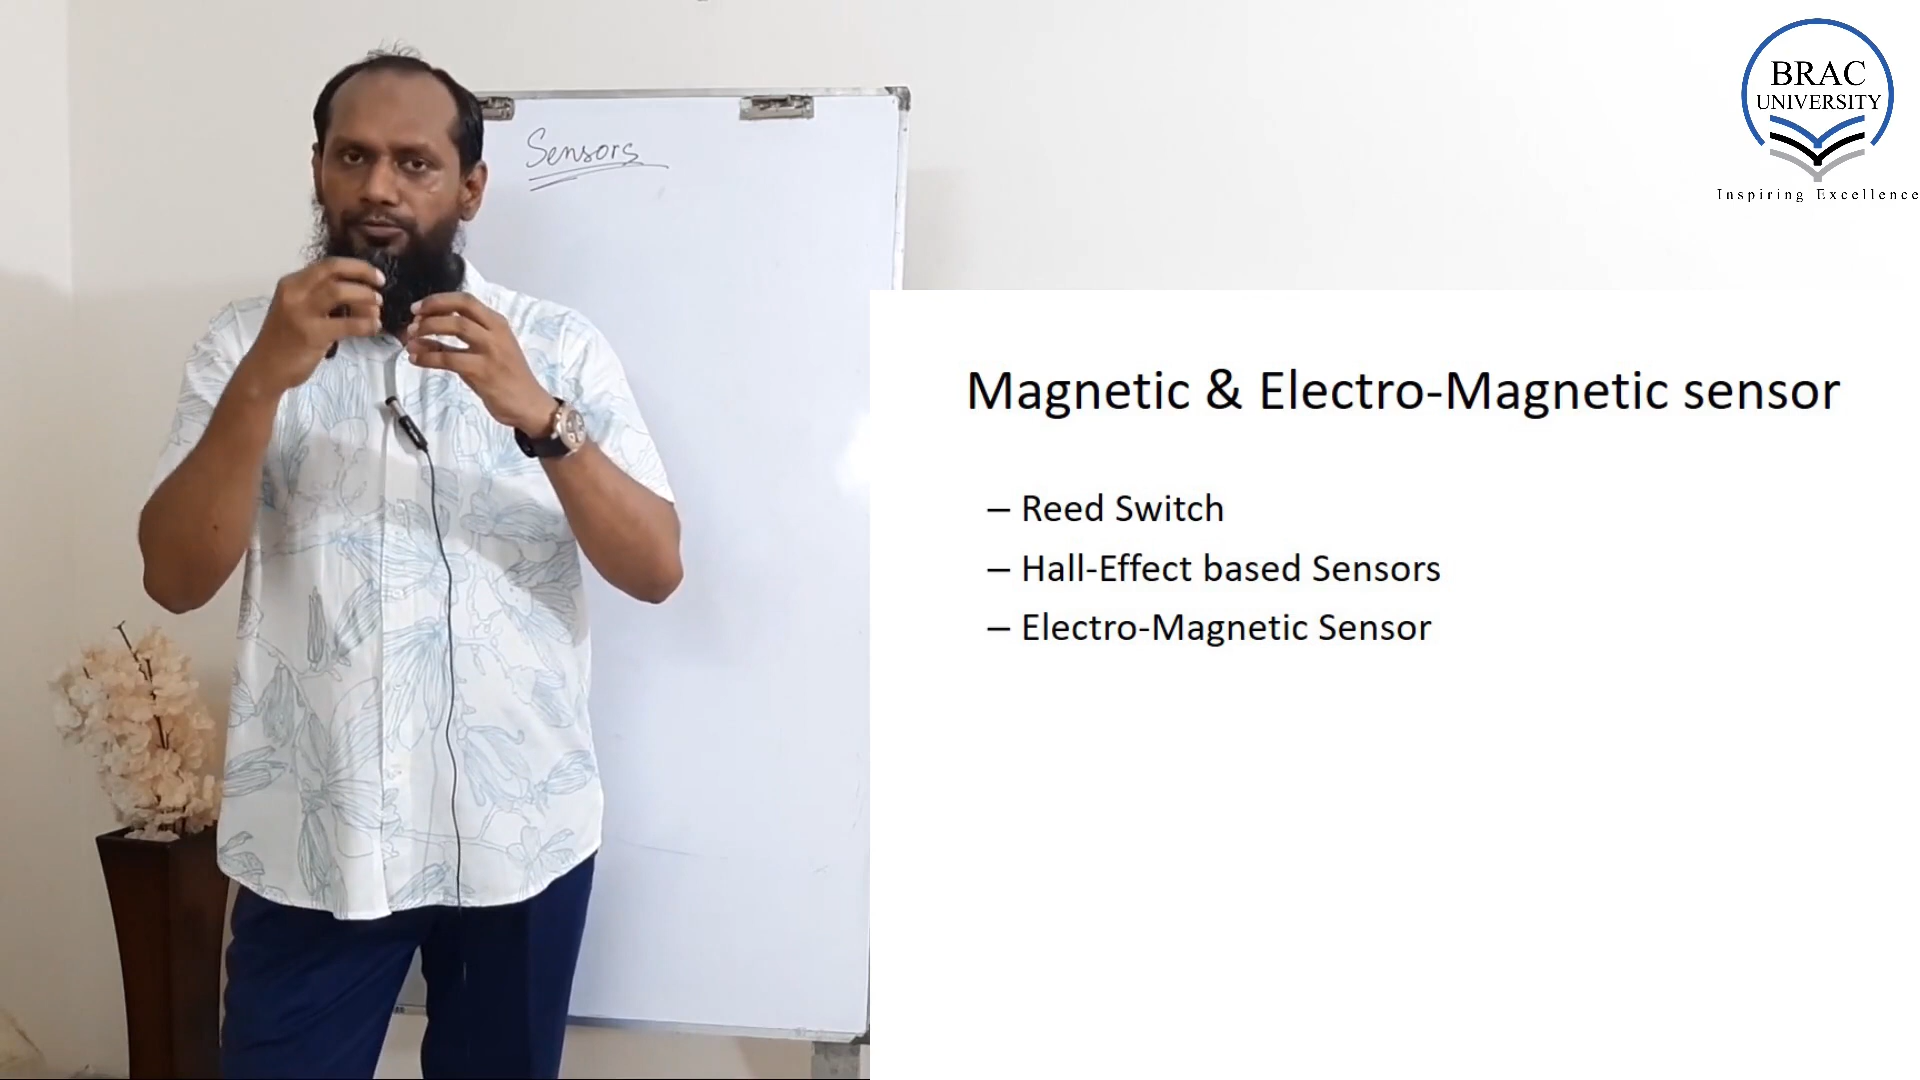 Sensors
BRAC
UNIVERSITY
Inspiring Excellence
Magnetic & Electro-Magnetic sensor
– Reed Switch
– Hall-Effect based Sensors
– Electro-Magnetic Sensor